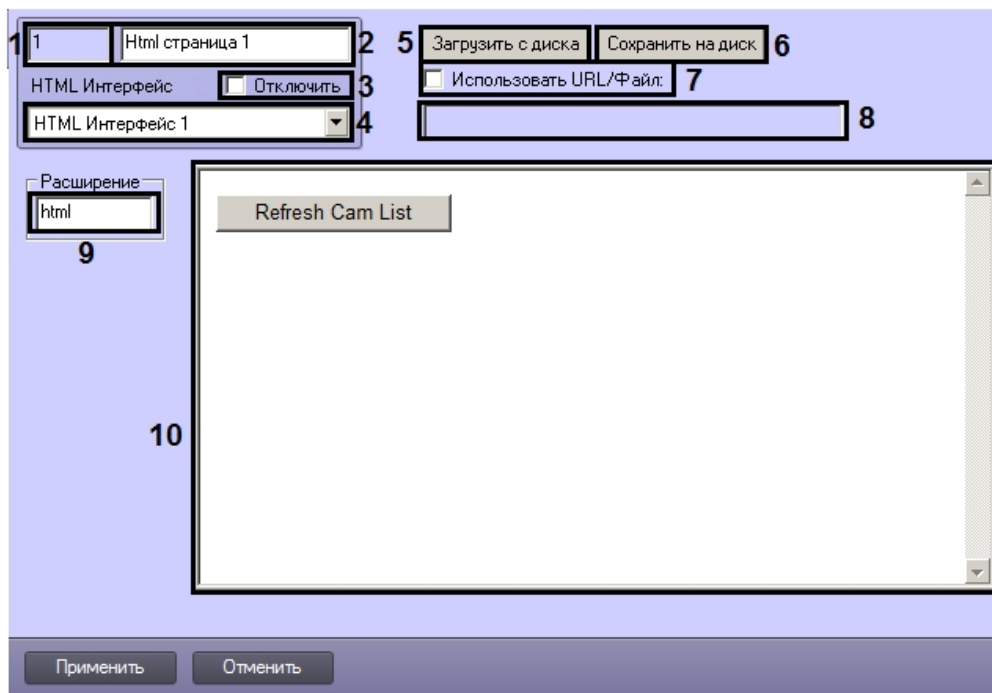 1 1 Html страница 1 2 5 Загрузить с диска Сохранить на диск 6
HTML Интерфейс Отключить 3 Использовать URL/Файл: 7
HTML Интерфейс 1 4 8
Расширение
html
9
Refresh Cam List
10
Применить Отменить